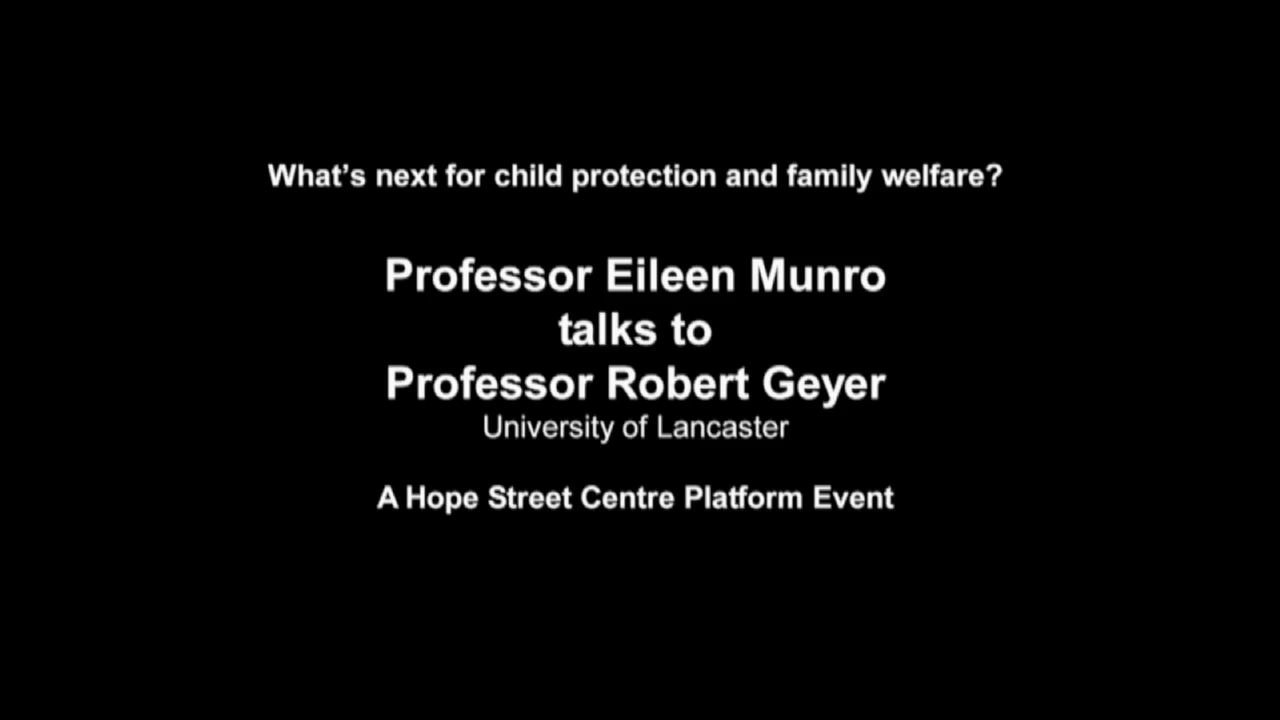 What’s next for child protection and family welfare?
Professor Eileen Munro
talks to
Professor Robert Geyer
University of Lancaster
A Hope Street Centre Platform Event